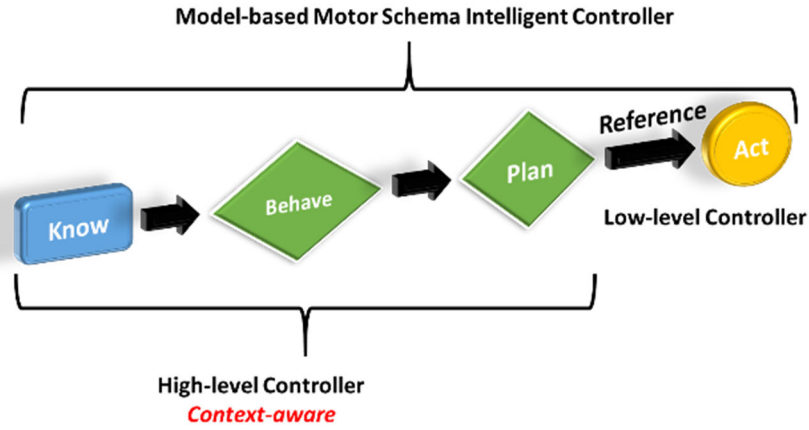 Model-based Motor Schema Intelligent Controller
Know
Behave
Plan
Reference
Act
Low-level Controller
High-level Controller
Context-aware